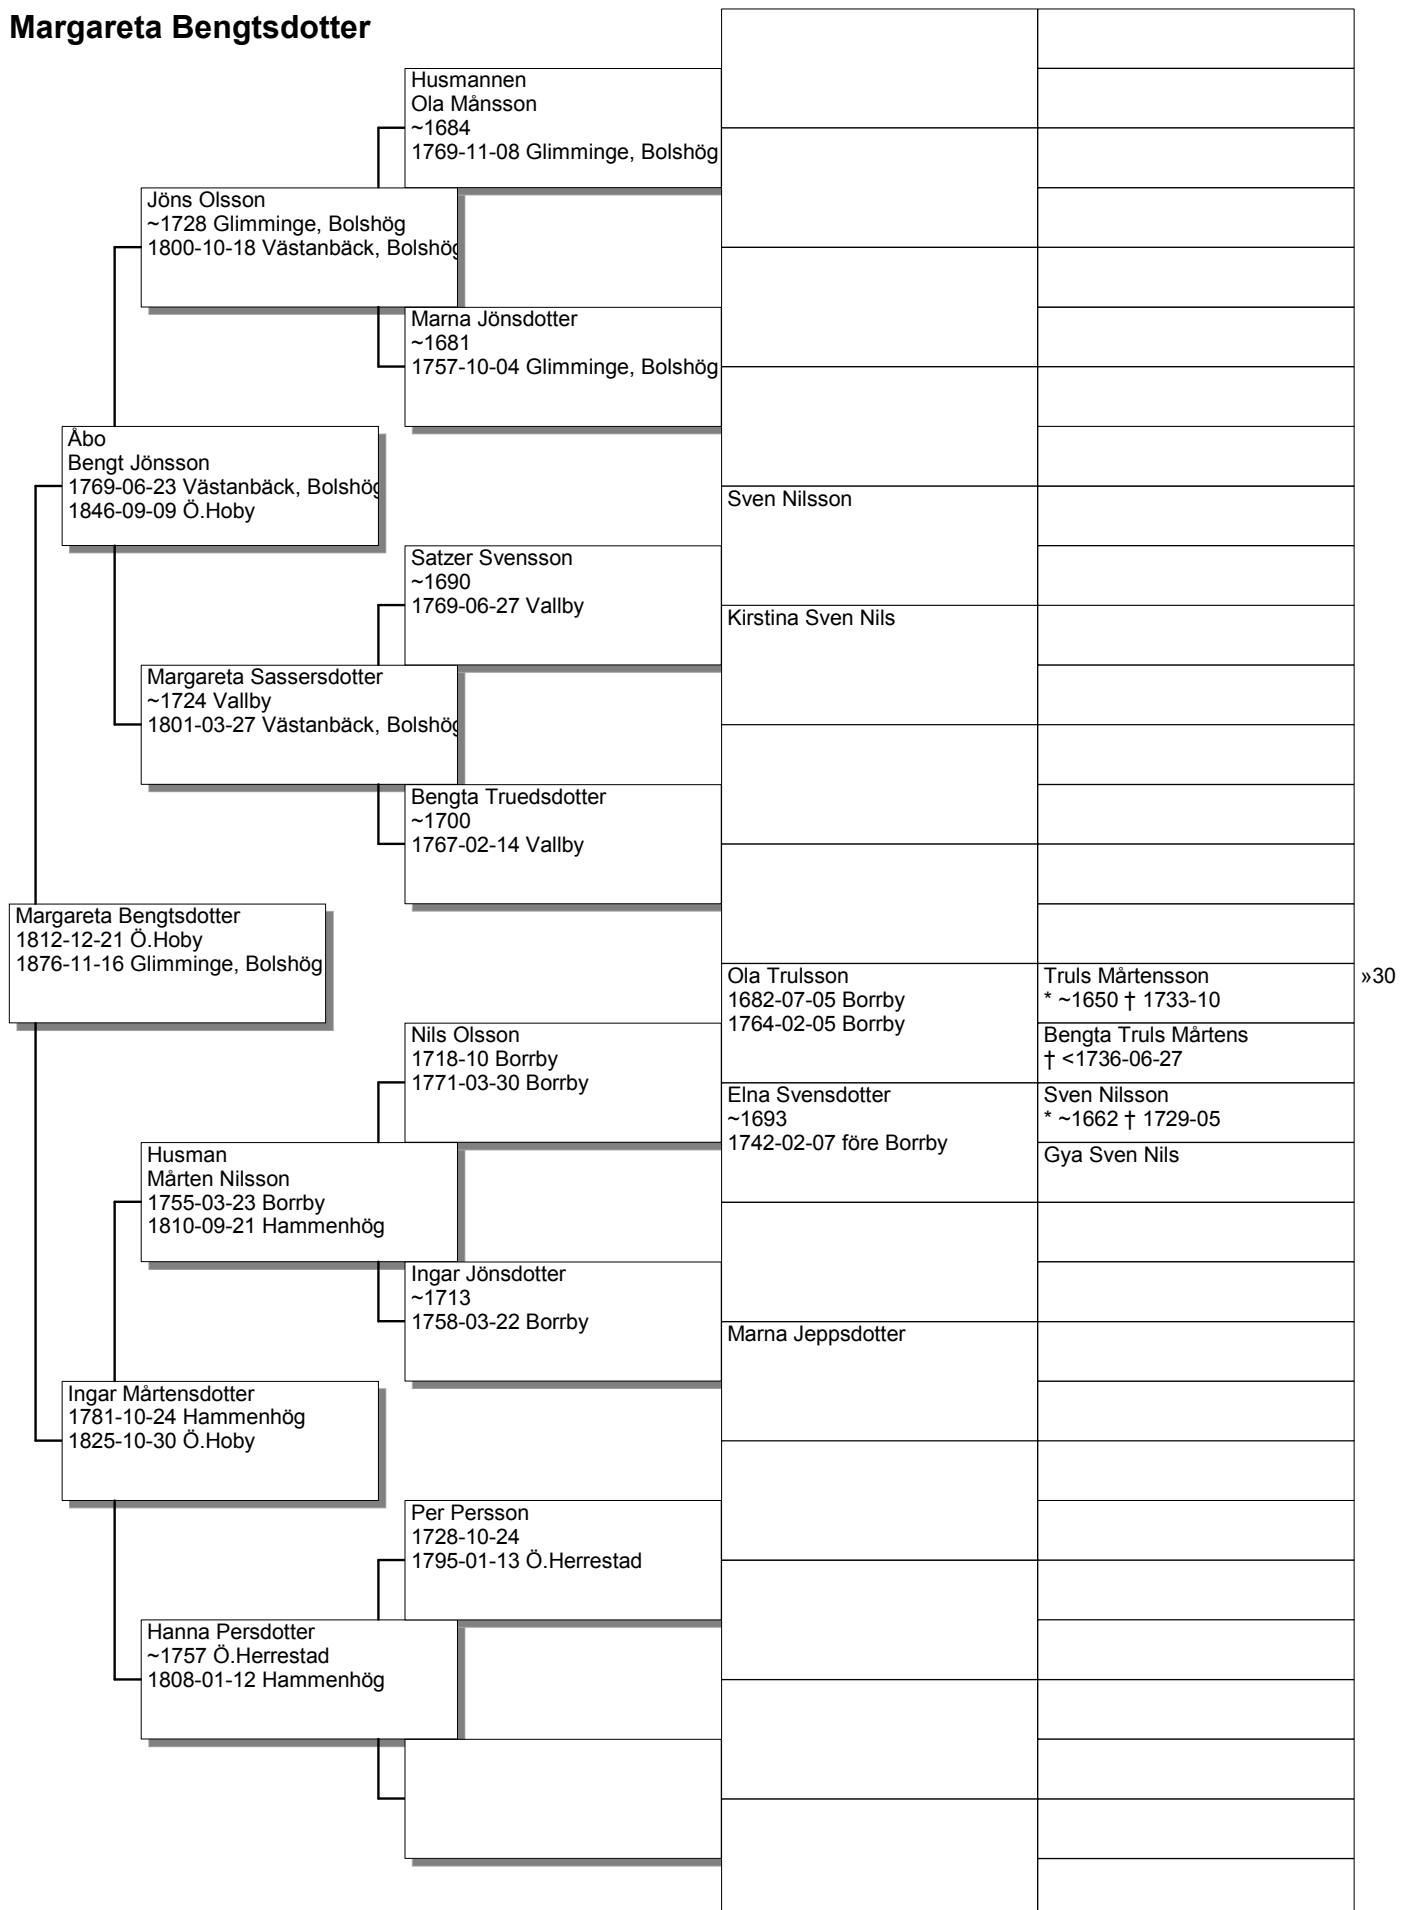 Margareta Bengtsdotter
Husmannen
Ola Månsson
~1684
1769-11-08 Glimminge, Bolshög
Jöns Olsson
~1728 Glimminge, Bolshög
1800-10-18 Västanbäck, Bolshög
Marna Jönsdotter
~1681
1757-10-04 Glimminge, Bolshög
Åbo
Bengt Jönsson
1769-06-23 Västanbäck, Bolshög
1846-09-09 Ö.Hoby
Sven Nilsson
Satzer Svensson
~1690
1769-06-27 Vallby
Kirstina Sven Nils
Margareta Sassersdotter
~1724 Vallby
1801-03-27 Västanbäck, Bolshög
Bengta Truedsdotter
~1700
1767-02-14 Vallby
Margareta Bengtsdotter
1812-12-21 Ö.Hoby
1876-11-16 Glimminge, Bolshög
Ola Trulsson
1682-07-05 Borrby
1764-02-05 Borrby
Truls Mårtensson
* ~1650 † 1733-10
»30
Nils Olsson
1718-10 Borrby
1771-03-30 Borrby
Bengta Truls Mårtens
† <1736-06-27
Elna Svensdotter
~1693
1742-02-07 före Borrby
Sven Nilsson
* ~1662 † 1729-05
Gya Sven Nils
Husman
Mårten Nilsson
1755-03-23 Borrby
1810-09-21 Hammenhög
Ingar Jönsdotter
~1713
1758-03-22 Borrby
Marna Jeppsdotter
Ingar Mårtensdotter
1781-10-24 Hammenhög
1825-10-30 Ö.Hoby
Per Persson
1728-10-24
1795-01-13 Ö.Herrestad
Hanna Persdotter
~1757 Ö.Herrestad
1808-01-12 Hammenhög